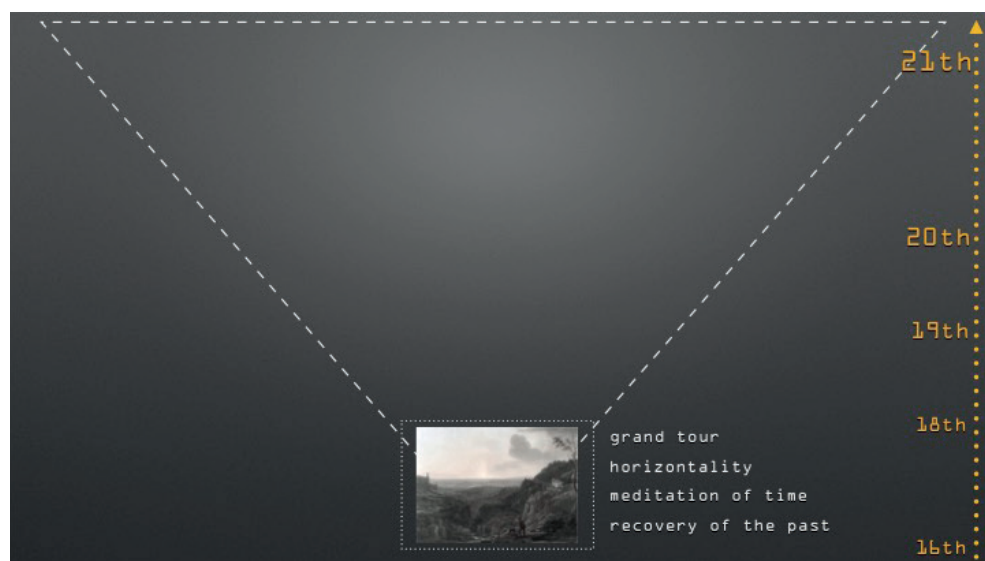 21th
20th
19th
18th
grand tour
horizontality
meditation of time
recovery of the past
16th